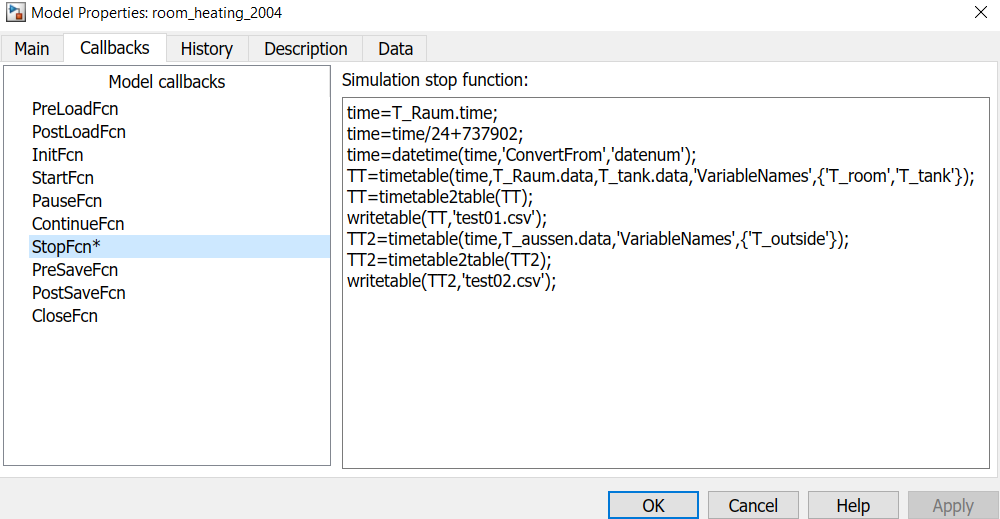 Model Properties: room_heating_2004
Main Callbacks History Description Data
Model callbacks
PreLoadFcn
PostLoadFcn
InitFcn
StartFcn
PauseFcn
ContinueFcn
StopFcn*
PreSaveFcn
PostSaveFcn
CloseFcn
Simulation stop function:
time=T_Raum.time;
time=time/24+737902;
time=datetime(time,'ConvertFrom','datenum');
TT=timetable(time,T_Raum.data,T_tank.data,'VariableNames',{'T_room','T_tank'});
TT=timetable2table(TT);
writetable(TT,'test01.csv');
TT2=timetable(time,T_aussen.data,'VariableNames',{'T_outside'});
TT2=timetable2table(TT2);
writetable(TT2,'test02.csv');
OK Cancel Help Apply